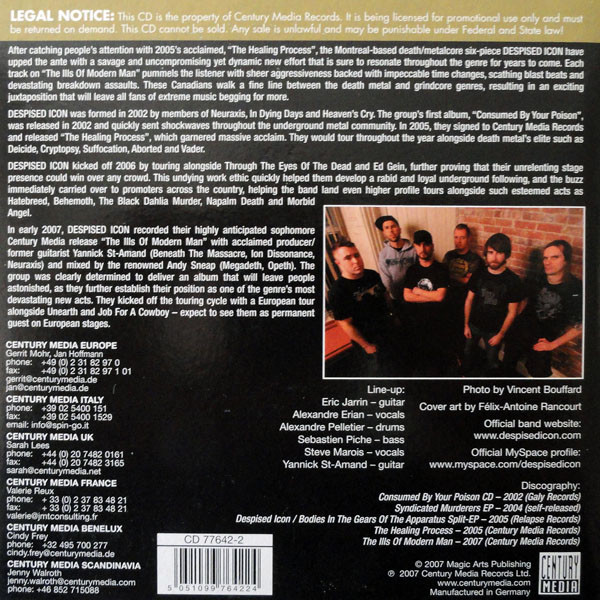 LEGAL NOTICE: This CD is the property of Century Media Records. It is being licensed for promotional use only and must
be returned on demand. This CD cannot be sold. Any sale is unlawful and may be punishable under Federal and State law!
After catching people's attention with 2005's acclaimed, "The Healing Process", the Montreal-based death/metalcore six-piece DESPISED ICON have
upped the ante with a savage and uncompromising yet dynamic new effort that is sure to resonate throughout the genre for years to come. Each
track on "The Ills Of Modern Man" pummels the listener with sheer aggressiveness backed with impeccable time changes, scathing blast beats and
devastating breakdown assaults. These Canadians walk a fine line between the death metal and grindcore genres, resulting in an exciting
juxtaposition that will leave all fans of extreme music begging for more.
DESPISED ICON was formed in 2002 by members of Neuraxis, In Dying Days and Heaven's Cry. The group's first album, "Consumed By Your Poison",
was released in 2002 and quickly sent shockwaves throughout the underground metal community. In 2005, they signed to Century Media Records
and released "The Healing Process", which garnered massive acclaim. They would tour throughout the year alongside death metal's elite such as
Deicide, Cryptopsy, Suffocation, Aborted and Vader.
DESPISED ICON kicked off 2006 by touring alongside Through The Eyes Of The Dead and Ed Gein, further proving that their unrelenting stage
presence could win over any crowd. This undying work ethic quickly helped them develop a rabid and loyal underground following, and the buzz
immediately carried over to promoters across the country, helping the band land even higher profile tours alongside such esteemed acts as
Hatebreed, Behemoth, The Black Dahlia Murder, Napalm Death and Morbid
Angel.
In early 2007, DESPISED ICON recorded their highly anticipated sophomore
Century Media release "The Ills Of Modern Man" with acclaimed producer/
former guitarist Yannick St-Amand (Beneath The Massacre, Ion Dissonance,
Neuraxis) and mixed by the renowned Andy Sneap (Megadeth, Opeth). The
group was clearly determined to deliver an album that will leave people
astonished, as they further establish their position as one of the genre's most
devastating new acts. They kicked off the touring cycle with a European tour
alongside Unearth and Job For A Cowboy – expect to see them as permanent
guest on European stages.
CENTURY MEDIA EUROPE
Gerrit Mohr, Jan Hoffmann
phone: +49 (0) 2 31 82 97 0
fax: +49 (0) 2 31 82 97 1 01
gerrit@centurymedia.de
jan@centurymedia.de
CENTURY MEDIA ITALY
phone: +39 02 5400 151
fax: +39 02 5400 1529
email: info@spin-go.it
CENTURY MEDIA UK
Sarah Lees
phone: +44 (0) 20 7482 0161
fax: +44 (0) 20 7482 3165
sarah@centurymedia.net
CENTURY MEDIA FRANCE
Valerie Reux
phone: + 33 (0) 2 37 83 48 21
fax: + 33 (0) 2 37 83 48 21
valerie@jmtconsulting.fr
CENTURY MEDIA BENELUX
Cindy Frey
phone: +32 495 700 277
cindy.frey@centurymedia.de
CENTURY MEDIA SCANDINAVIA
Jenny Walroth
jenny.walroth@centurymedia.de
phone: +46 852 715088
Line-up:
Eric Jarrin – guitar
Alexandre Erian – vocals
Alexandre Pelletier – drums
Sebastien Piche – bass
Steve Marois – vocals
Yannick St-Amand – guitar
Photo by Vincent Bouffard
Cover art by Félix-Antoine Rancourt
Official band website:
www.despisedicon.com
Official MySpace profile:
www.myspace.com/despisedicon
Discography:
Consumed By Your Poison CD – 2002 (Galy Records)
Syndicated Murderers EP – 2004 (self-released)
Despised Icon / Bodies In The Gears Of The Apparatus Split-EP – 2005 (Relapse Records)
The Healing Process – 2005 (Century Media Records)
The Ills Of Modern Man – 2007 (Century Media Records)
CD 77642-2
5 051099 764224
© 2007 Magic Arts Publishing
℗ 2007 Century Media Records Ltd.
www.centurymedia.com
Manufactured in Germany
CENTURY
MEDIA